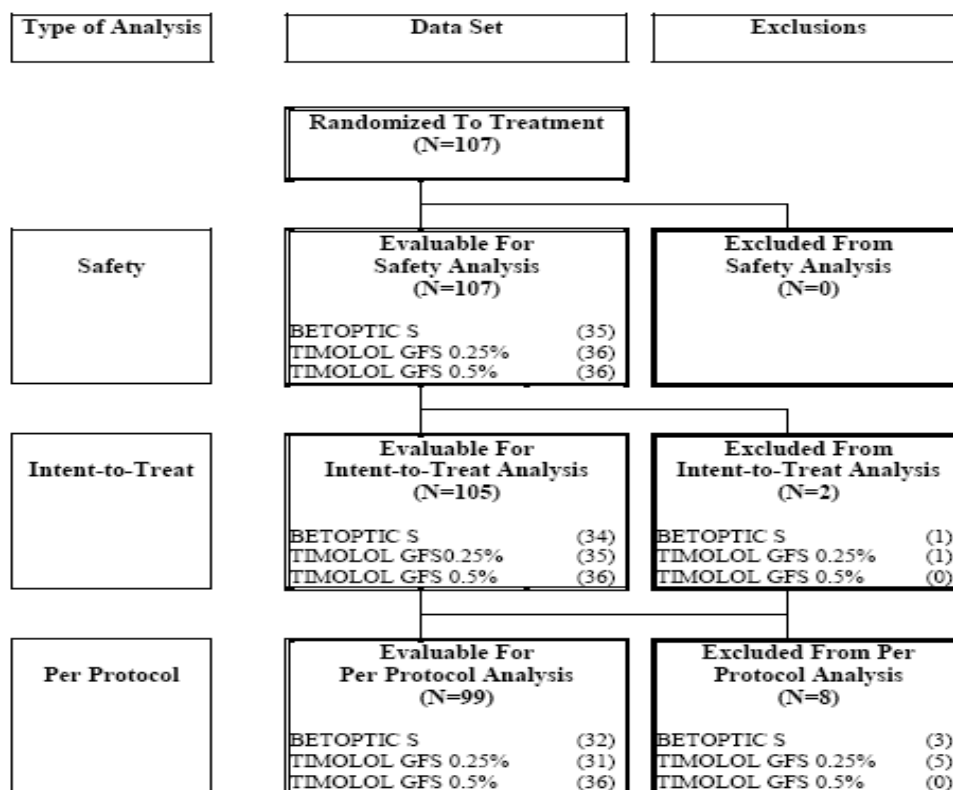 Type of Analysis
Data Set
Exclusions
Randomized To Treatment
(N=107)
Safety
Evaluable For
Safety Analysis
(N=107)
BETOPTIC S (35)
TIMOLOL GFS 0.25% (36)
TIMOLOL GFS 0.5% (36)
Excluded From
Safety Analysis
(N=0)
Intent-to-Treat
Evaluable For
Intent-to-Treat Analysis
(N=105)
BETOPTIC S (34)
TIMOLOL GFS0.25% (35)
TIMOLOL GFS 0.5% (36)
Excluded From
Intent-to-Treat Analysis
(N=2)
BETOPTIC S (1)
TIMOLOL GFS 0.25% (1)
TIMOLOL GFS 0.5% (0)
Per Protocol
Evaluable For
Per Protocol Analysis
(N=99)
BETOPTIC S (32)
TIMOLOL GFS 0.25% (31)
TIMOLOL GFS 0.5% (36)
Excluded From Per
Protocol Analysis
(N=8)
BETOPTIC S (3)
TIMOLOL GFS 0.25% (5)
TIMOLOL GFS 0.5% (0)